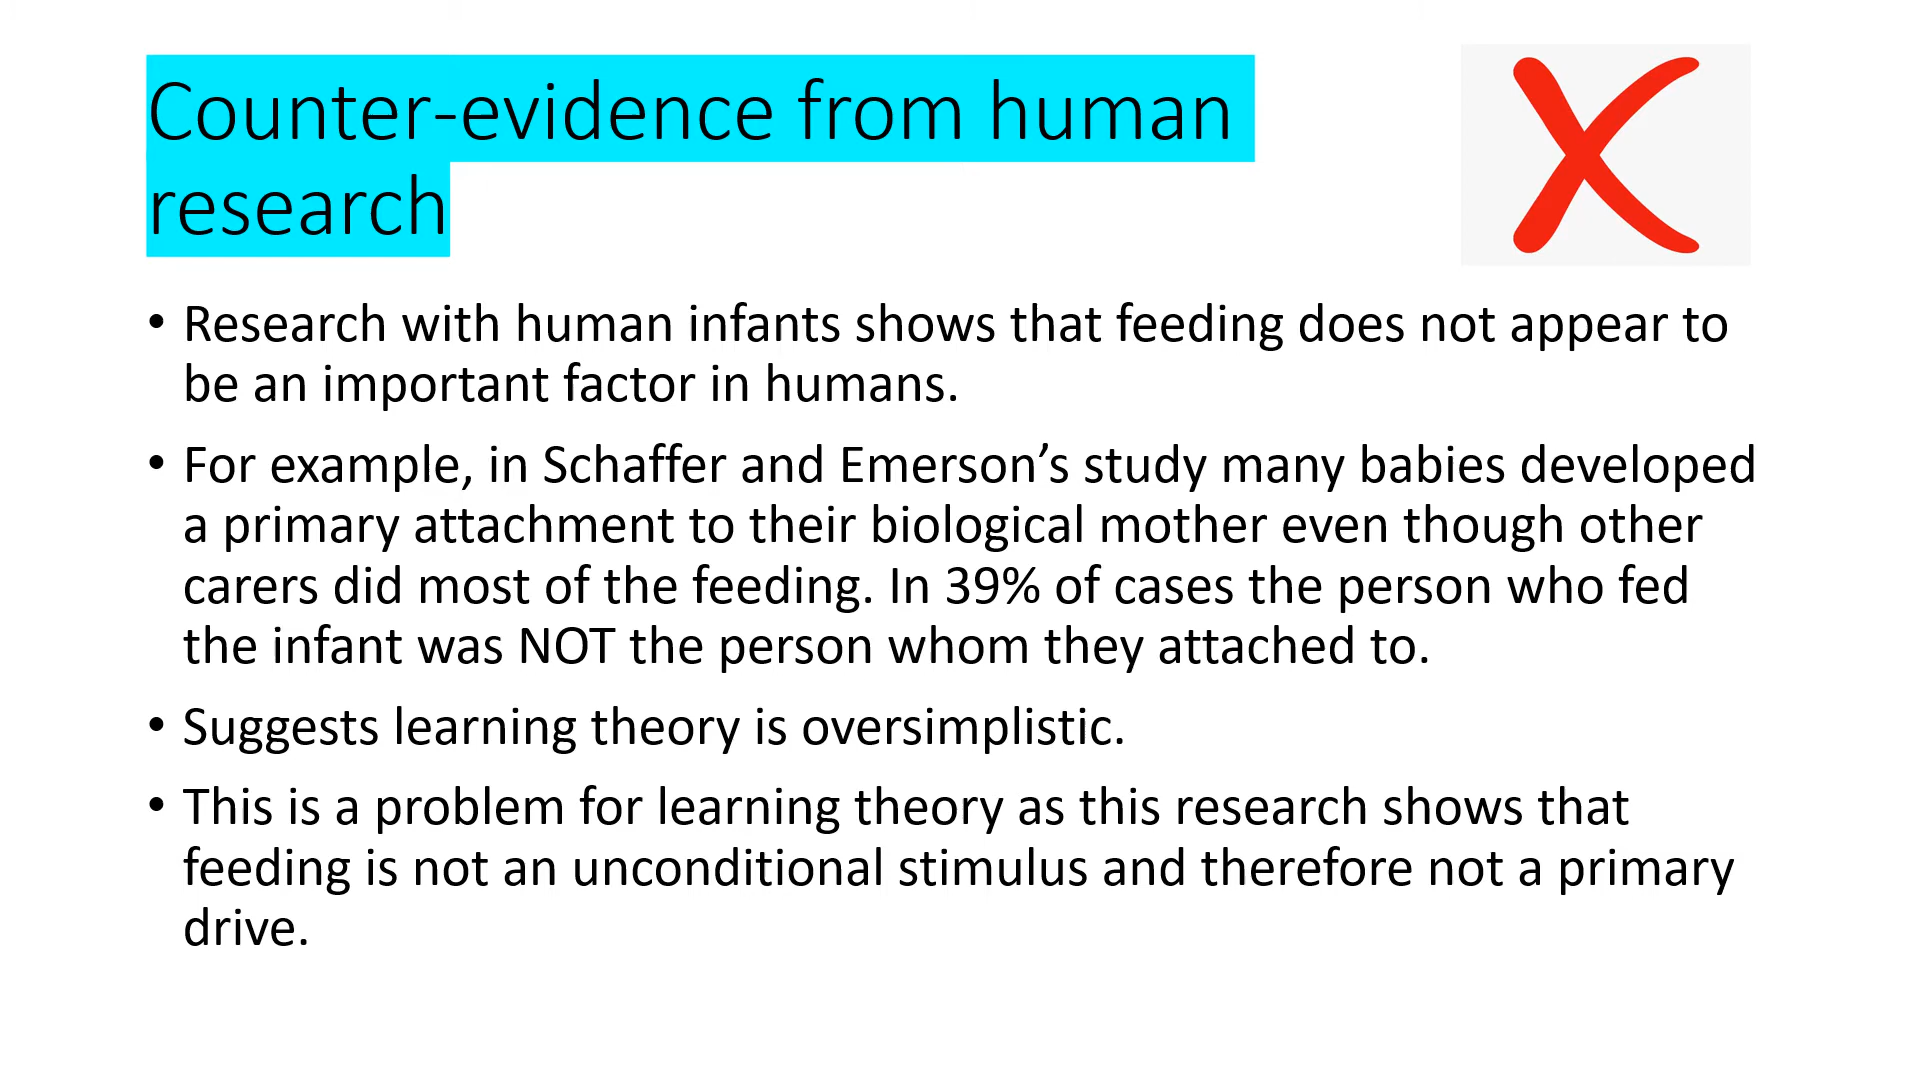 Counter-evidence from human
research
• Research with human infants shows that feeding does not appear to
be an important factor in humans.
• For example, in Schaffer and Emerson’s study many babies developed
a primary attachment to their biological mother even though other
carers did most of the feeding. In 39% of cases the person who fed
the infant was NOT the person whom they attached to.
• Suggests learning theory is oversimplistic.
• This is a problem for learning theory as this research shows that
feeding is not an unconditional stimulus and therefore not a primary
drive.